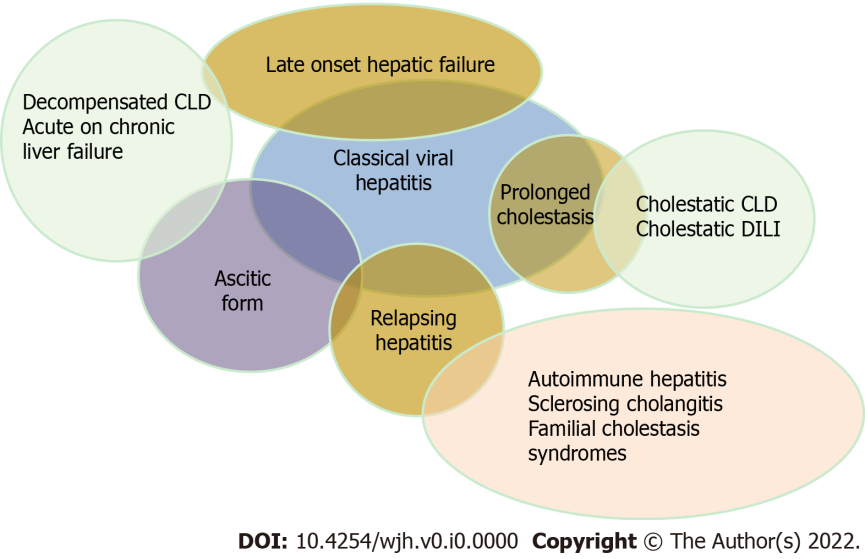 Late onset hepatic failure
Decompensated CLD
Acute on chronic
liver failure
Classical viral
hepatitis
Prolonged
cholestasis
Cholestatic CLD
Cholestatic DILI
Ascitic
form
Relapsing
hepatitis
Autoimmune hepatitis
Sclerosing cholangitis
Familial cholestasis
syndromes
DOI: 10.4254/wjh.v0.i0.0000 Copyright © The Author(s) 2022.